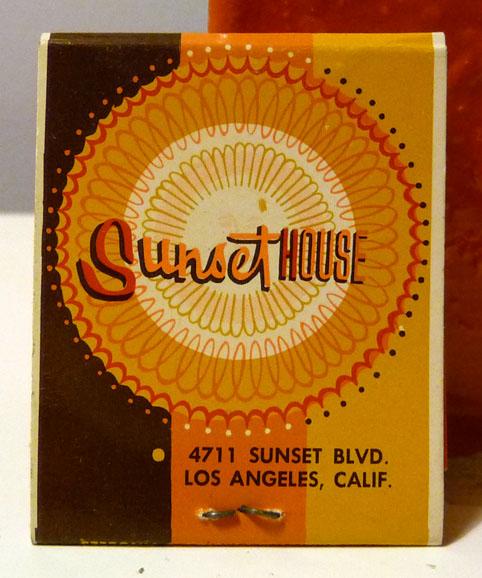 Sunset HOUSE
4711 SUNSET BLVD.
LOS ANGELES, CALIF.